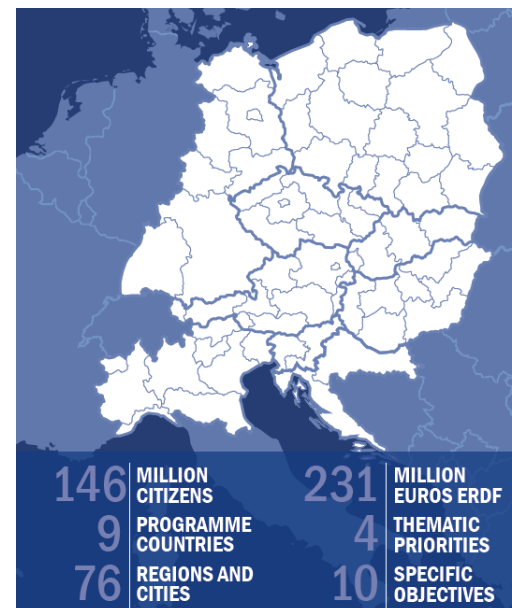 146 MILLION CITIZENS
231 MILLION EUROS ERDF
9 PROGRAMME COUNTRIES
4 THEMATIC PRIORITIES
76 REGIONS AND CITIES
10 SPECIFIC OBJECTIVES